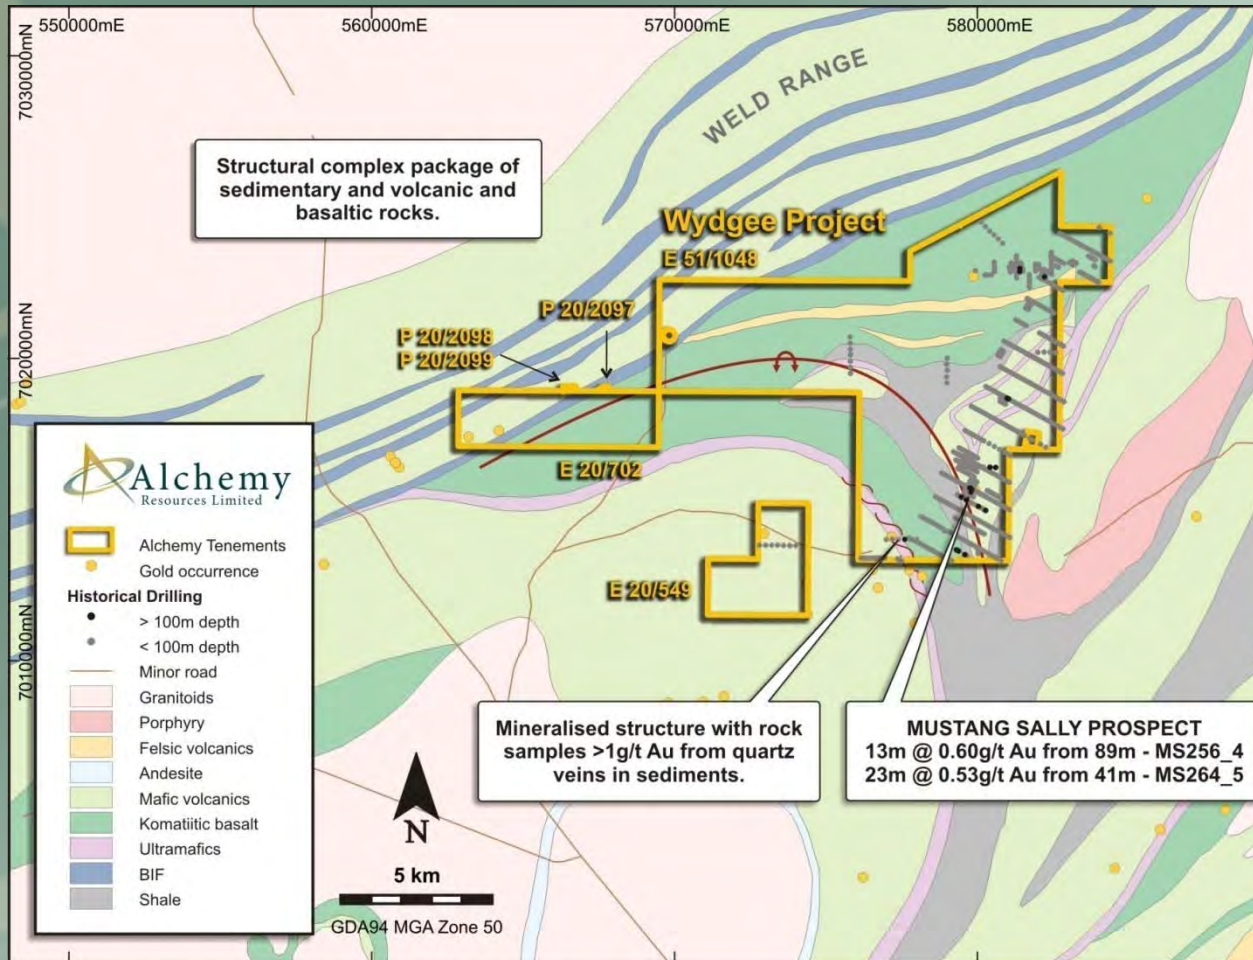 550000mE
560000mE
570000mE
580000mE
7030000mN
7020000mN
7010000mN
WELD RANGE
Structural complex package of
sedimentary and volcanic and
basaltic rocks.
Wydgee Project
E 51/1048
P 20/2097
P 20/2098
P 20/2099
E 20/702
E 20/549
Alchemy
Resources Limited
Alchemy Tenements
Gold occurrence
Historical Drilling
> 100m depth
< 100m depth
Minor road
Granitoids
Porphyry
Felsic volcanics
Andesite
Mafic volcanics
Komatiitic basalt
Ultramafics
BIF
Shale
N
5 km
GDA94 MGA Zone 50
Mineralised structure with rock
samples >1g/t Au from quartz
veins in sediments.
MUSTANG SALLY PROSPECT
13m @ 0.60g/t Au from 89m - MS256_4
23m @ 0.53g/t Au from 41m - MS264_5